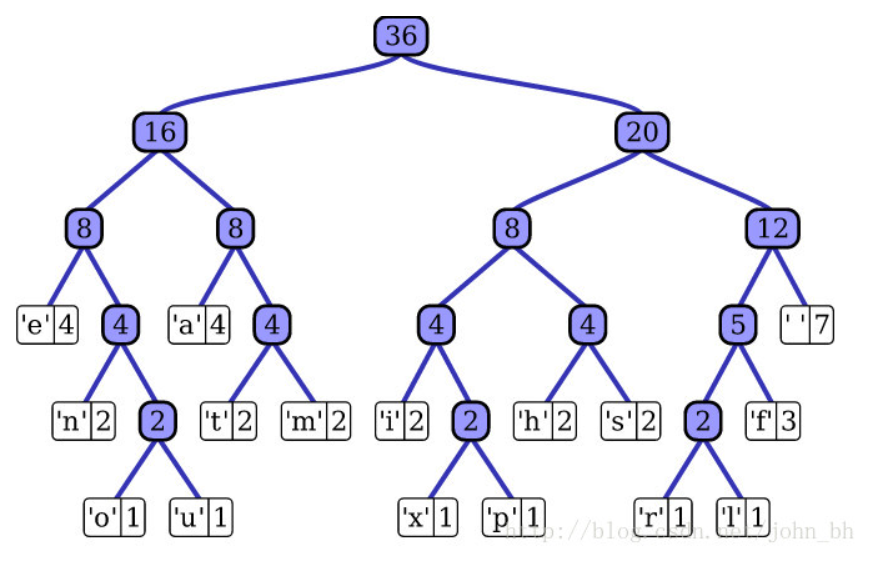 36
16 20
8 8 8 12
'e' 4 4 'a' 4 4 4 4 5 ' ' 7
'n' 2 2 't' 2 'm' 2 'i' 2 2 'h' 2 's' 2 2 'f' 3
'o' 1 'u' 1 'x' 1 'p' 1 'r' 1 'l' 1
http://blog.csdn.net/john_bh